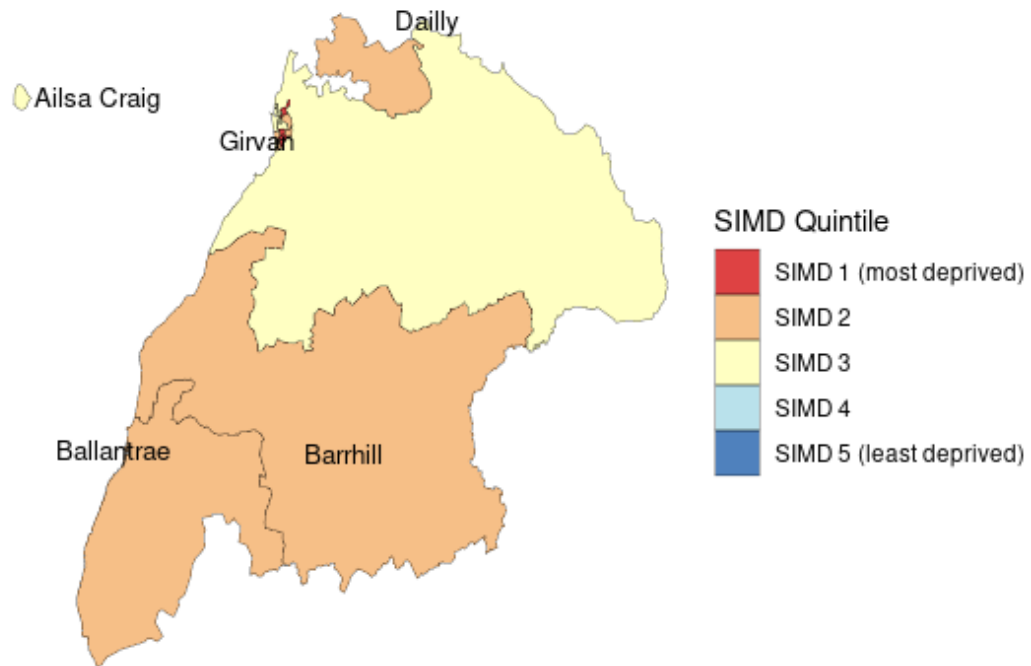 Dailly
Ailsa Craig
Girvan
Ballantrae
Barrhill
SIMD Quintile
SIMD 1 (most deprived)
SIMD 2
SIMD 3
SIMD 4
SIMD 5 (least deprived)